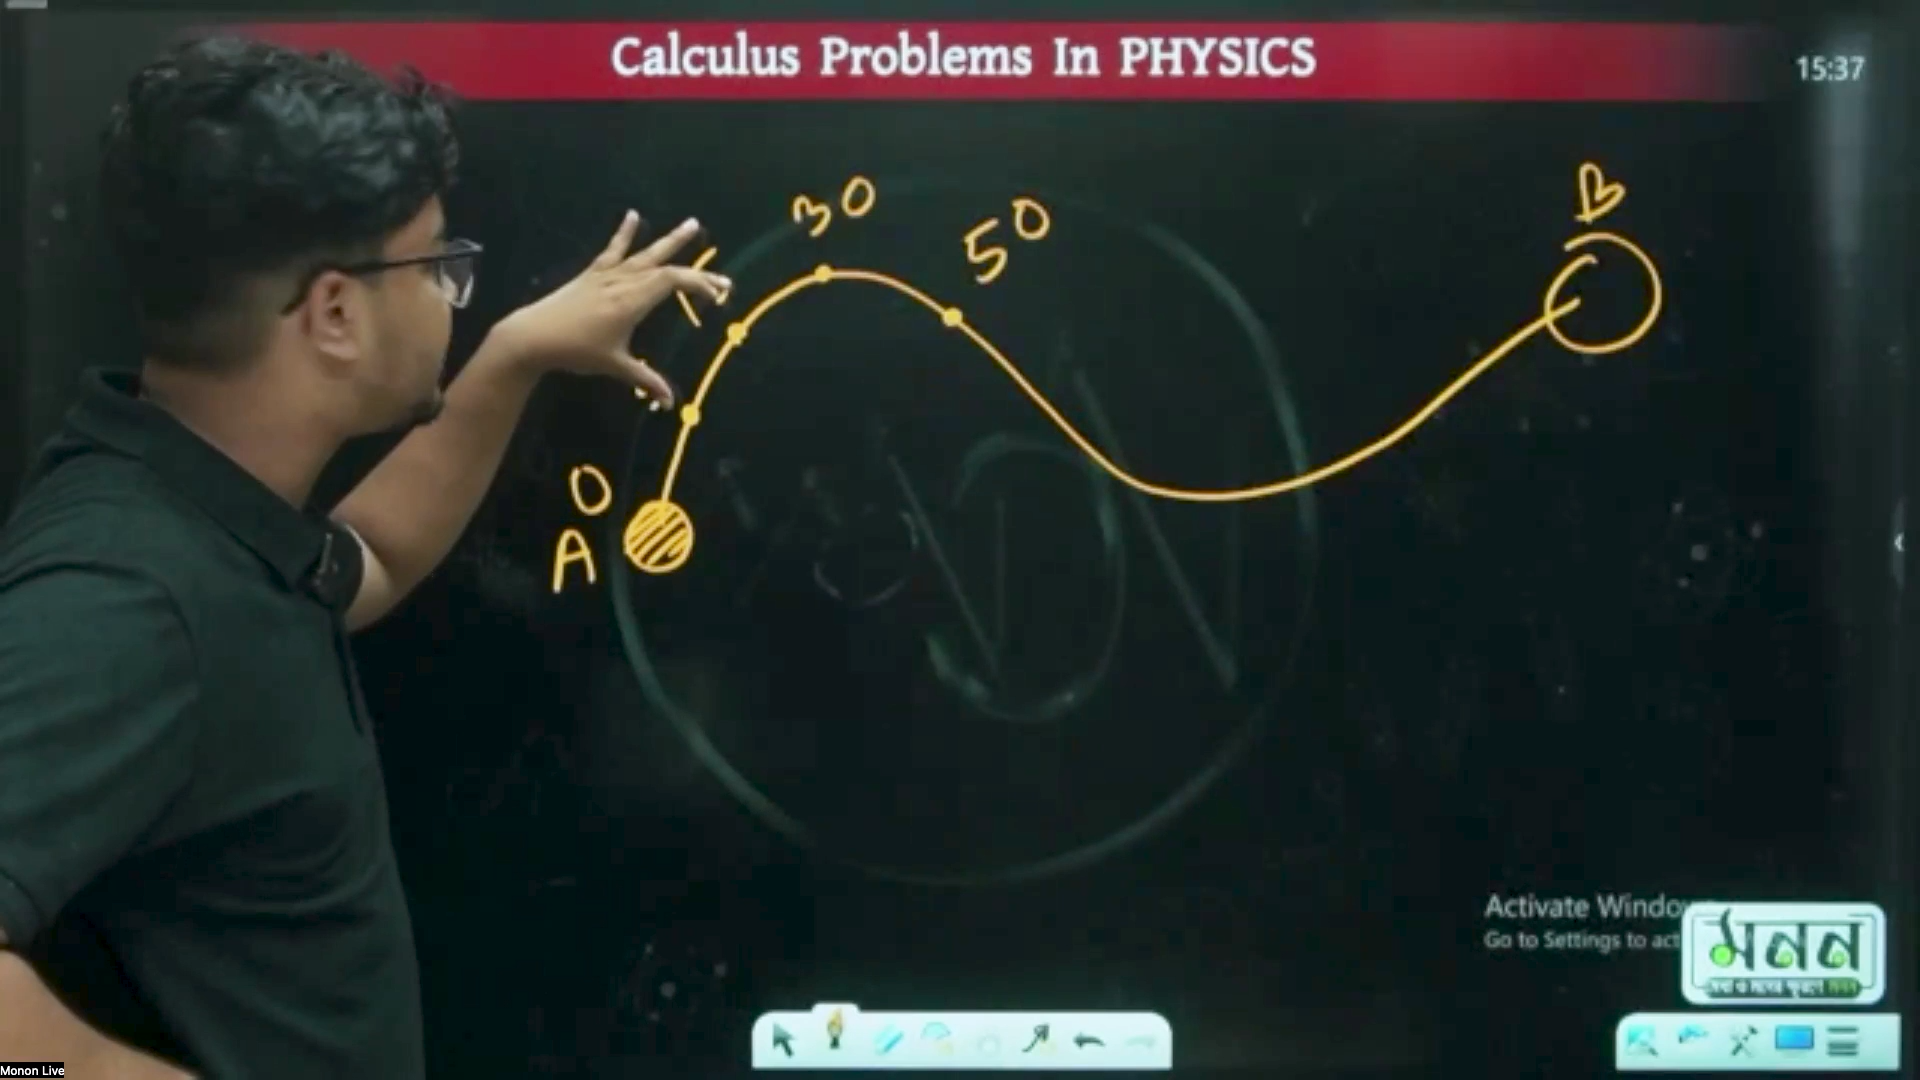 Calculus Problems In PHYSICS
15:37
B
30
50
0
A
Activate Windo
Go to Settings to act
মনন
Monon Live